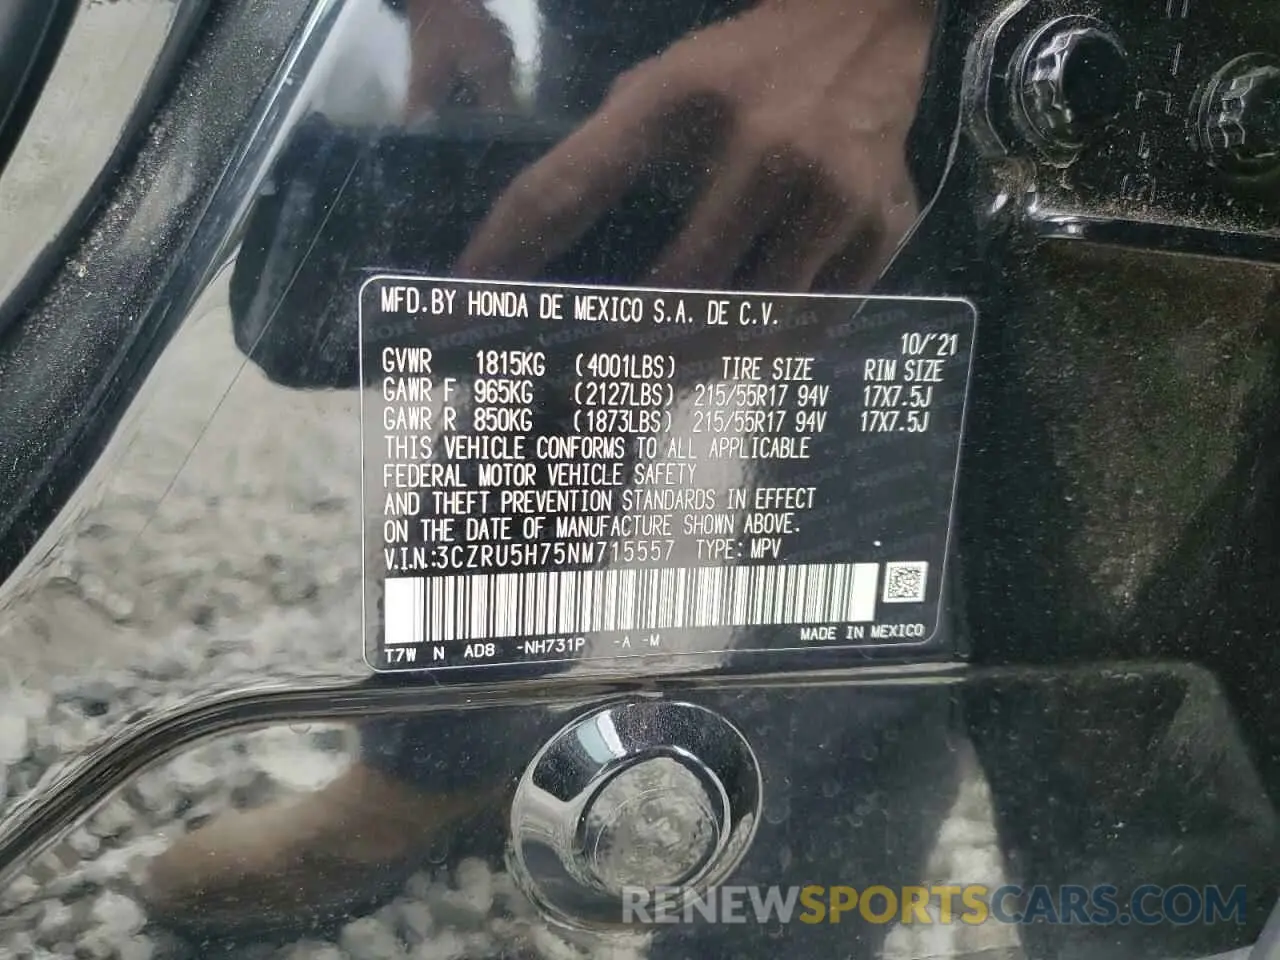 MFD.BY HONDA DE MEXICO S.A. DE C.V.
10/'21
GVWR 1815KG (4001LBS) TIRE SIZE RIM SIZE
GAWR F 965KG (2127LBS) 215/55R17 94V 17X7.5J
GAWR R 850KG (1873LBS) 215/55R17 94V 17X7.5J
THIS VEHICLE CONFORMS TO ALL APPLICABLE
FEDERAL MOTOR VEHICLE SAFETY
AND THEFT PREVENTION STANDARDS IN EFFECT
ON THE DATE OF MANUFACTURE SHOWN ABOVE.
V.I.N.:3CZRU5H75NM715557 TYPE: MPV
T7W N AD8 -NH731P -A -M MADE IN MEXICO
RENEWSPORTSCARS.COM